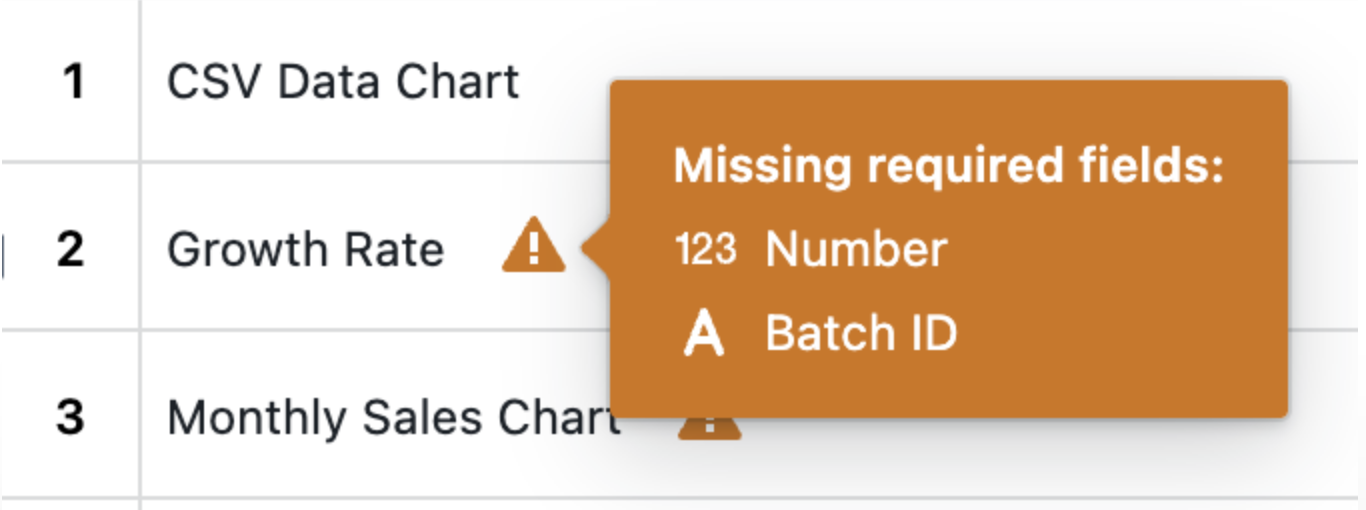 1 CSV Data Chart
Missing required fields:
2 Growth Rate
123 Number
A Batch ID
3 Monthly Sales Chart